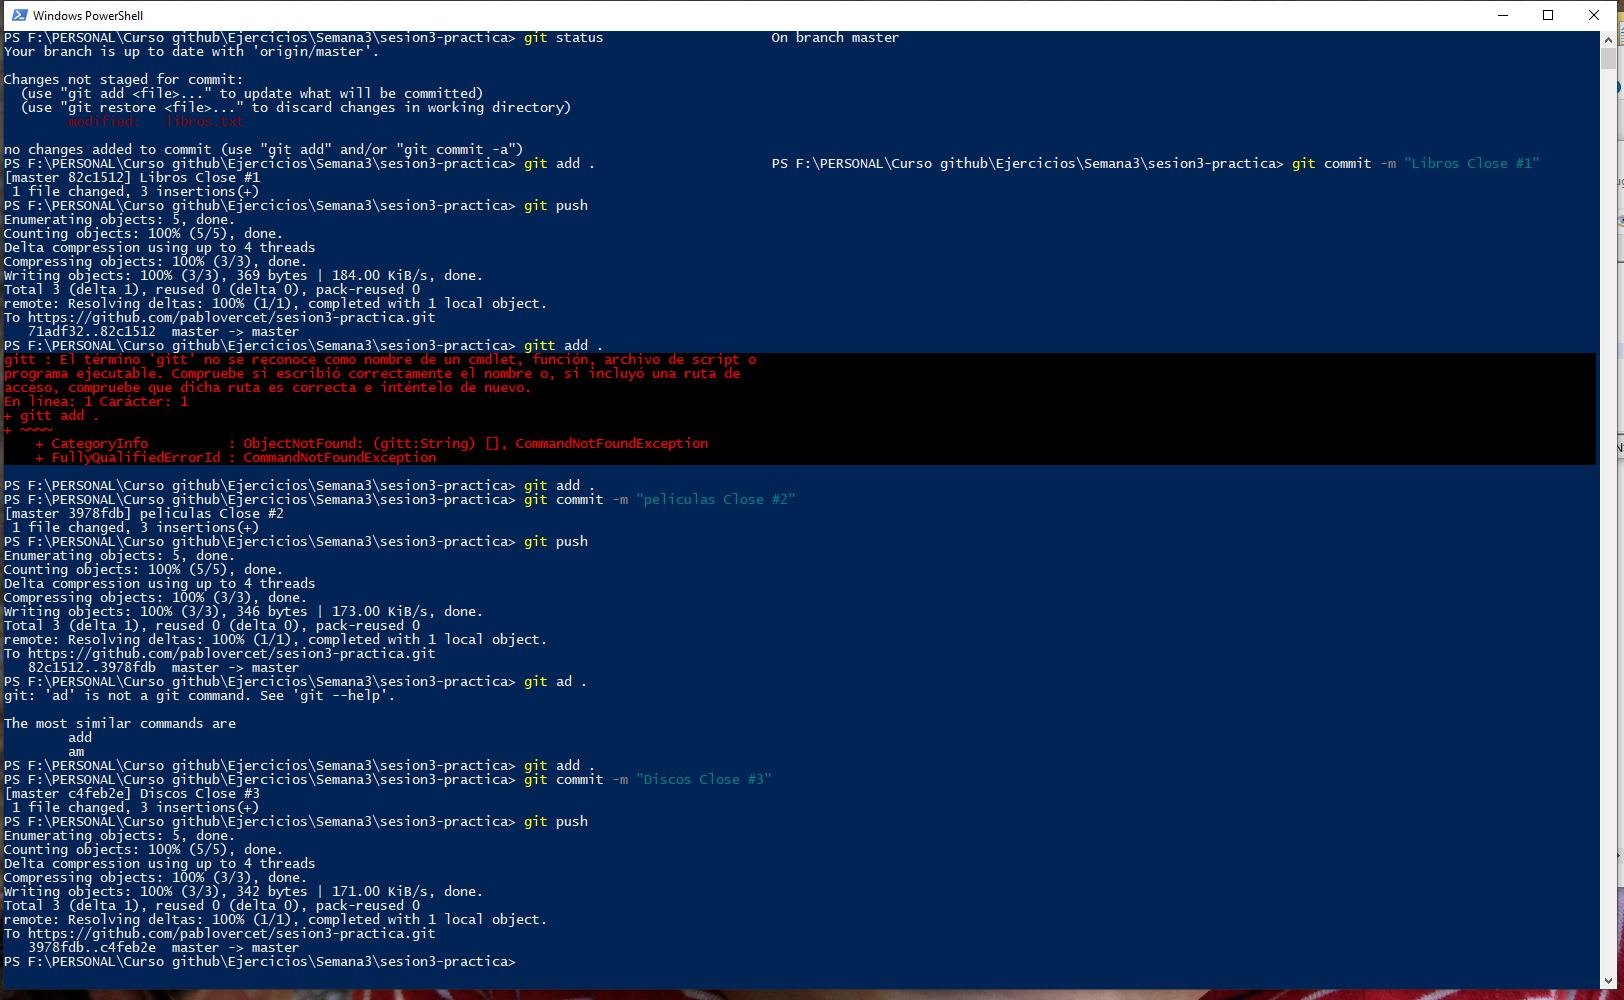 Windows PowerShell
PS F:\PERSONAL\Curso github\Ejercicios\Semana3\sesion3-practica> git status                     On branch master
Your branch is up to date with 'origin/master'.
Changes not staged for commit:
  (use "git add <file>..." to update what will be committed)
  (use "git restore <file>..." to discard changes in working directory)
        modified:   libros.txt
no changes added to commit (use "git add" and/or "git commit -a")
PS F:\PERSONAL\Curso github\Ejercicios\Semana3\sesion3-practica> git add .                      PS F:\PERSONAL\Curso github\Ejercicios\Semana3\sesion3-practica> git commit -m "Libros Close #1"
[master 82c1512] Libros Close #1
 1 file changed, 3 insertions(+)
PS F:\PERSONAL\Curso github\Ejercicios\Semana3\sesion3-practica> git push
Enumerating objects: 5, done.
Counting objects: 100% (5/5), done.
Delta compression using up to 4 threads
Compressing objects: 100% (3/3), done.
Writing objects: 100% (3/3), 369 bytes | 184.00 KiB/s, done.
Total 3 (delta 1), reused 0 (delta 0), pack-reused 0
remote: Resolving deltas: 100% (1/1), completed with 1 local object.
To https://github.com/pablovercet/sesion3-practica.git
   71adf32..82c1512  master -> master
PS F:\PERSONAL\Curso github\Ejercicios\Semana3\sesion3-practica> gitt add .
gitt : El término 'gitt' no se reconoce como nombre de un cmdlet, función, archivo de script o
programa ejecutable. Compruebe si escribió correctamente el nombre o, si incluyó una ruta de
acceso, compruebe que dicha ruta es correcta e inténtelo de nuevo.
En línea: 1 Carácter: 1
+ gitt add .
+ ~~~~
    + CategoryInfo          : ObjectNotFound: (gitt:String) [], CommandNotFoundException
    + FullyQualifiedErrorId : CommandNotFoundException
PS F:\PERSONAL\Curso github\Ejercicios\Semana3\sesion3-practica> git add .
PS F:\PERSONAL\Curso github\Ejercicios\Semana3\sesion3-practica> git commit -m "peliculas Close #2"
[master 3978fdb] peliculas Close #2
 1 file changed, 3 insertions(+)
PS F:\PERSONAL\Curso github\Ejercicios\Semana3\sesion3-practica> git push
Enumerating objects: 5, done.
Counting objects: 100% (5/5), done.
Delta compression using up to 4 threads
Compressing objects: 100% (3/3), done.
Writing objects: 100% (3/3), 346 bytes | 173.00 KiB/s, done.
Total 3 (delta 1), reused 0 (delta 0), pack-reused 0
remote: Resolving deltas: 100% (1/1), completed with 1 local object.
To https://github.com/pablovercet/sesion3-practica.git
   82c1512..3978fdb  master -> master
PS F:\PERSONAL\Curso github\Ejercicios\Semana3\sesion3-practica> git ad .
git: 'ad' is not a git command. See 'git --help'.
The most similar commands are
        add
        am
PS F:\PERSONAL\Curso github\Ejercicios\Semana3\sesion3-practica> git add .
PS F:\PERSONAL\Curso github\Ejercicios\Semana3\sesion3-practica> git commit -m "Discos Close #3"
[master c4feb2e] Discos Close #3
 1 file changed, 3 insertions(+)
PS F:\PERSONAL\Curso github\Ejercicios\Semana3\sesion3-practica> git push
Enumerating objects: 5, done.
Counting objects: 100% (5/5), done.
Delta compression using up to 4 threads
Compressing objects: 100% (3/3), done.
Writing objects: 100% (3/3), 342 bytes | 171.00 KiB/s, done.
Total 3 (delta 1), reused 0 (delta 0), pack-reused 0
remote: Resolving deltas: 100% (1/1), completed with 1 local object.
To https://github.com/pablovercet/sesion3-practica.git
   3978fdb..c4feb2e  master -> master
PS F:\PERSONAL\Curso github\Ejercicios\Semana3\sesion3-practica>